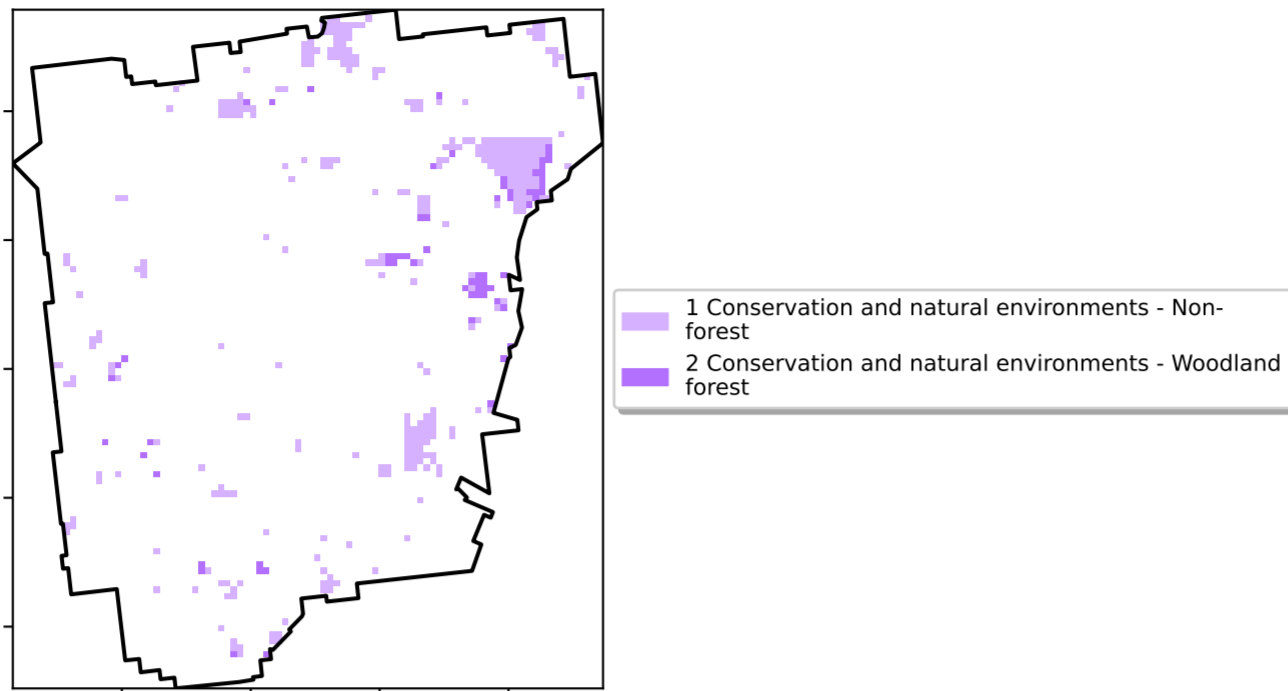 1 Conservation and natural environments - Non-
forest
2 Conservation and natural environments - Woodland
forest